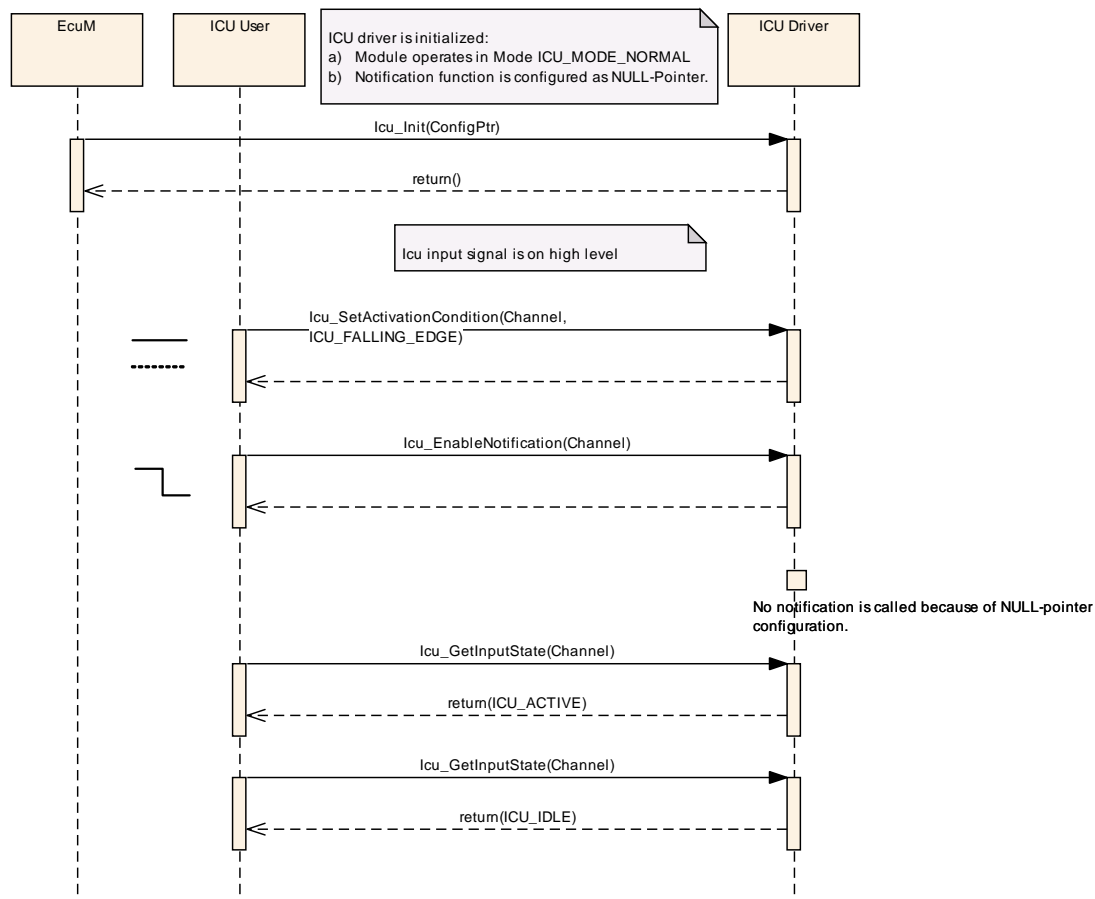 EcuM
ICU User
ICU driver is initialized:
a) Module operates in Mode ICU_MODE_NORMAL
b) Notification function is configured as NULL-Pointer.
ICU Driver
Icu_Init(ConfigPtr)
return()
Icu input signal is on high level
Icu_SetActivationCondition(Channel,
ICU_FALLING_EDGE)
Icu_EnableNotification(Channel)
No notification is called because of NULL-pointer
configuration.
Icu_GetInputState(Channel)
return(ICU_ACTIVE)
Icu_GetInputState(Channel)
return(ICU_IDLE)